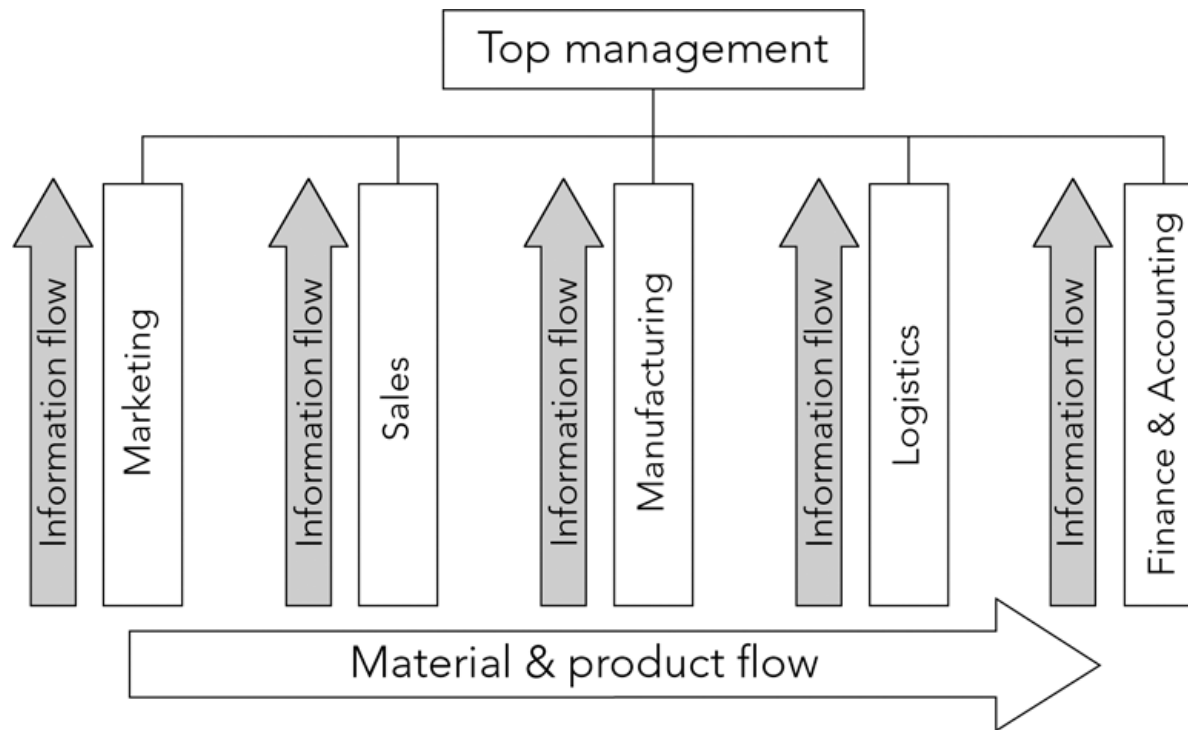 Top management
Information flow
Marketing
Information flow
Sales
Information flow
Manufacturing
Information flow
Logistics
Information flow
Finance & Accounting
Material & product flow